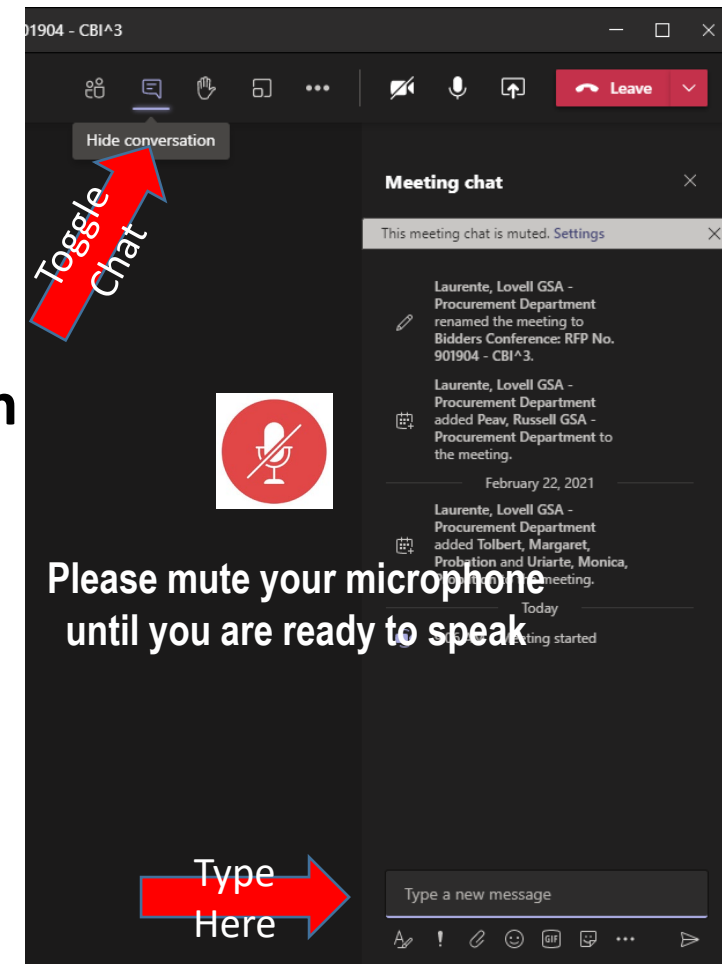 01904 - CBI^3
Leave
Hide conversation
Toggle
Chat
Meeting chat
This meeting chat is muted. Settings
Laurente, Lovell GSA -
Procurement Department
renamed the meeting to
Bidders Conference: RFP No.
901904 - CBI^3.
Laurente, Lovell GSA -
Procurement Department
added Peav, Russell GSA -
Procurement Department to
the meeting.
February 22, 2021
Laurente, Lovell GSA -
Procurement Department
added Tolbert, Margaret,
Probation and Uriarte, Monica,
meeting.
Today
Meeting started
n
Please mute your microphone
until you are ready to speak
Type
Here
Type a new message
GIF